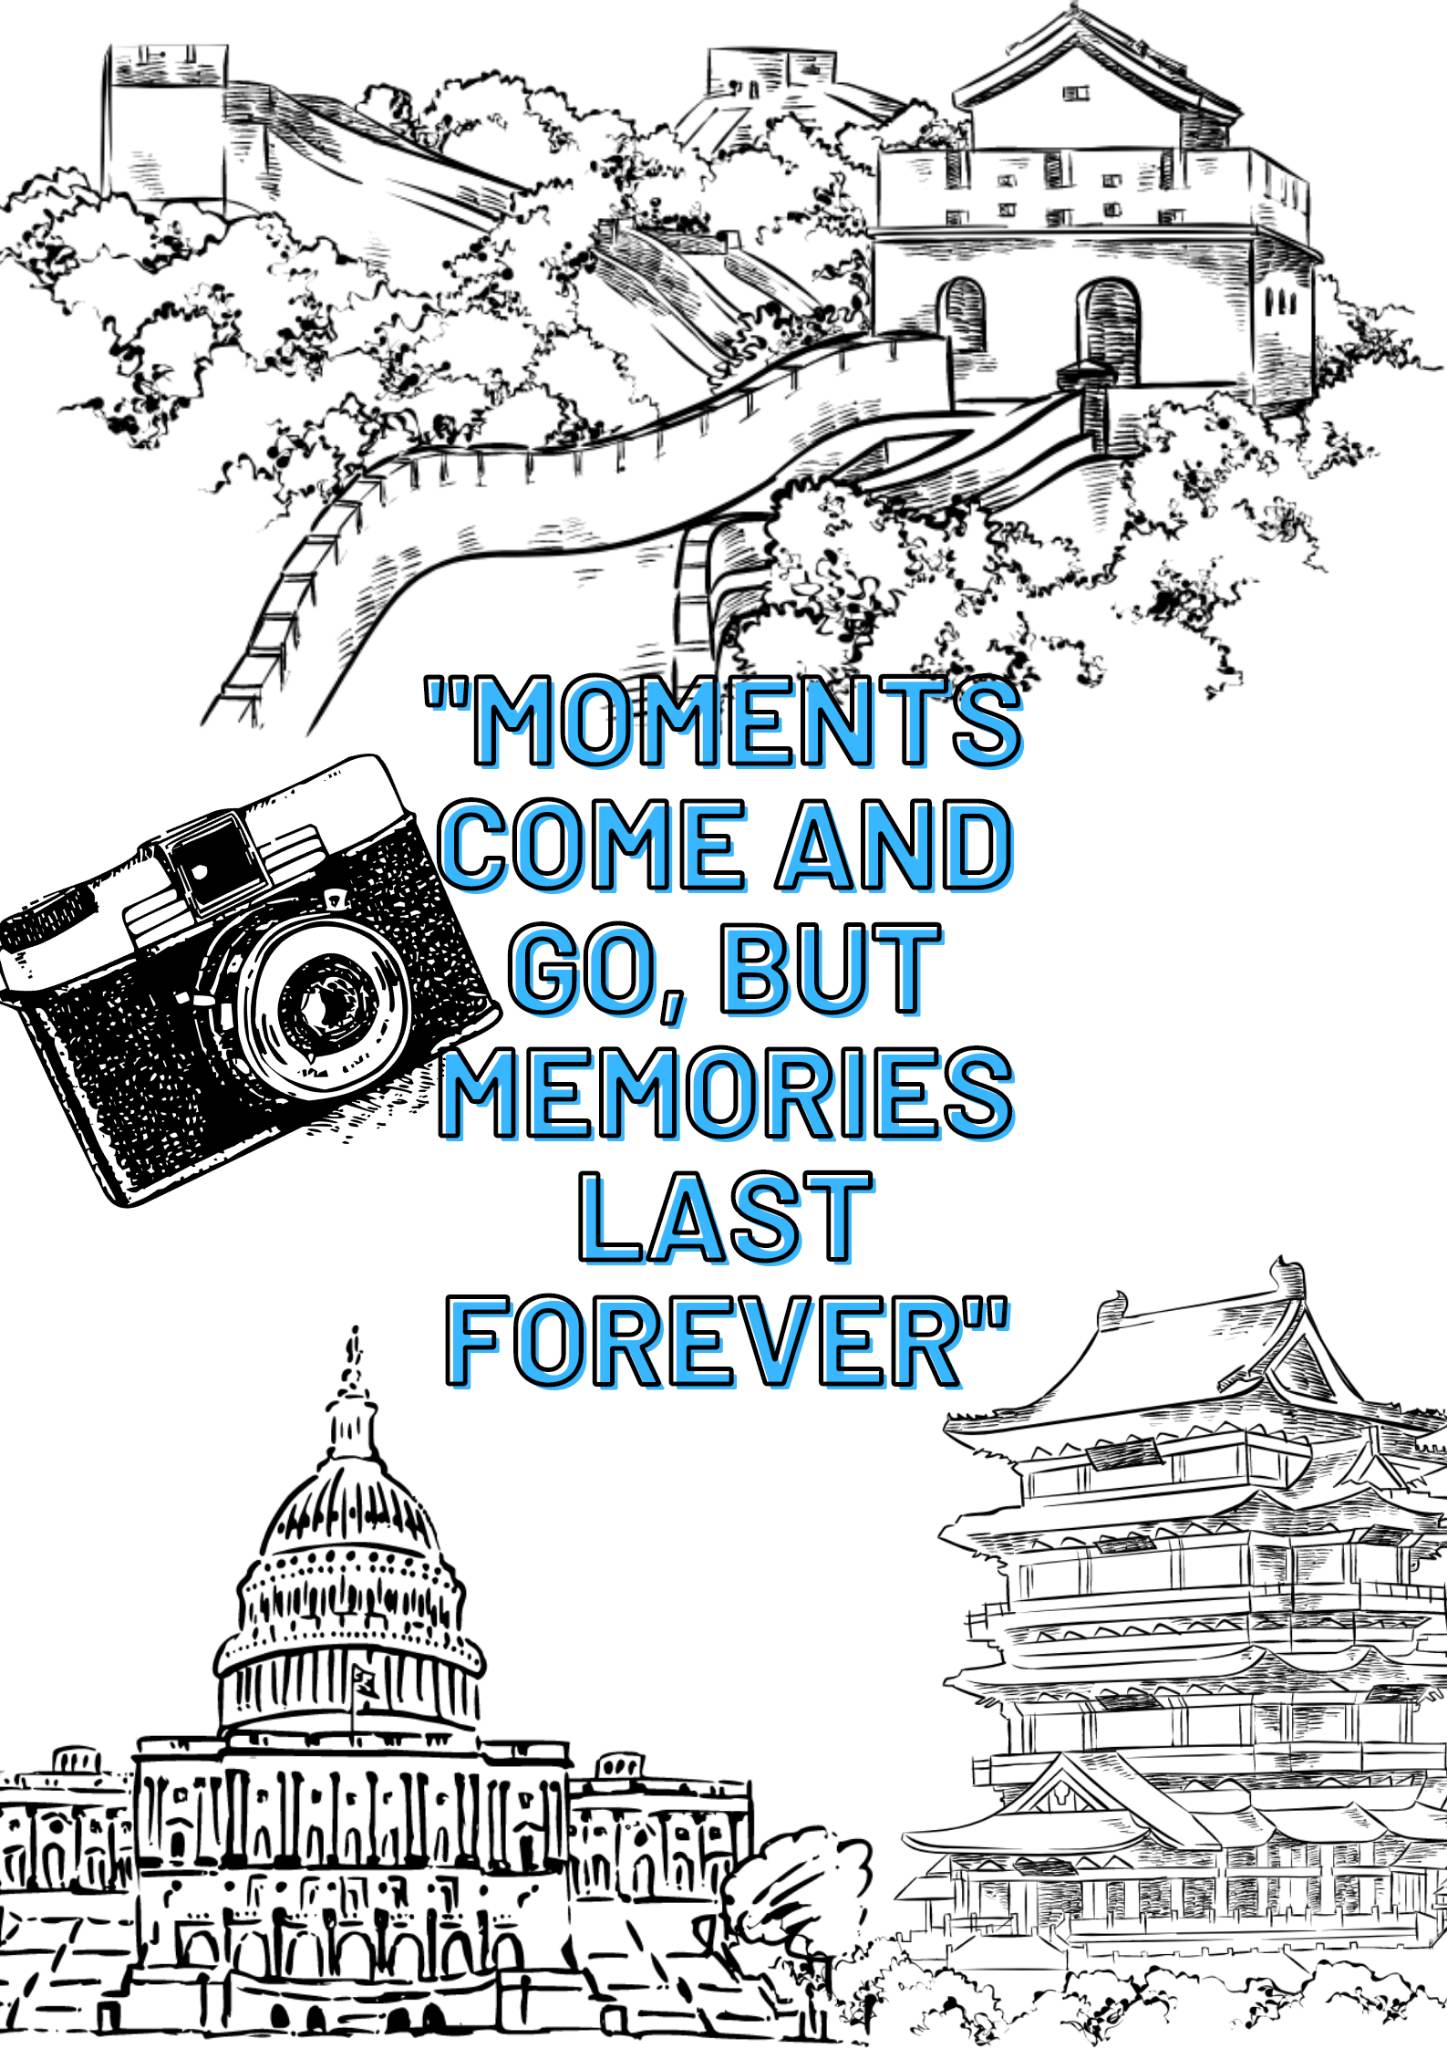 "MOMENTS
COME AND
GO, BUT
MEMORIES
LAST
FOREVER"